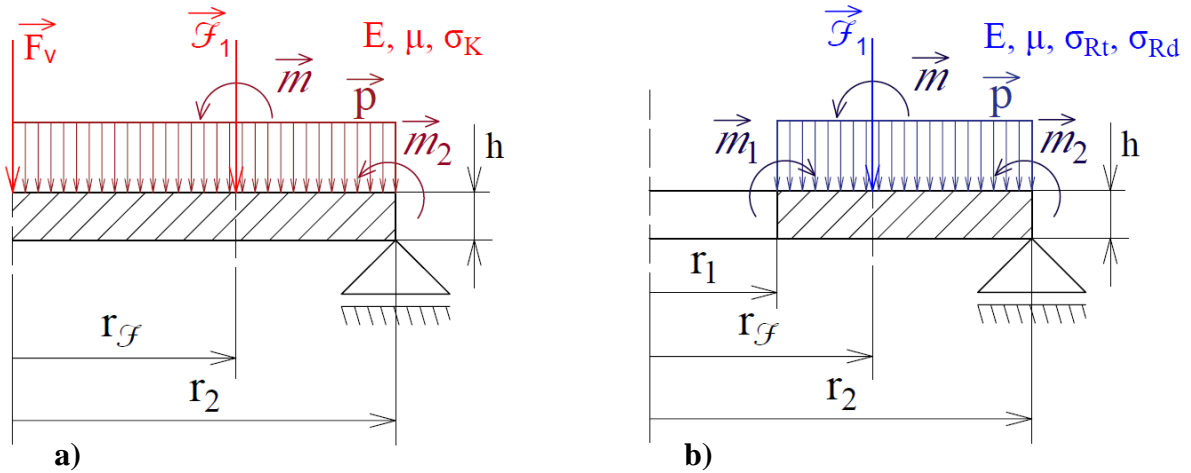 F_v ℱ_1 E, μ, σ_K
m
p
m_2
h
r_ℱ
r_2
a)
ℱ_1 E, μ, σ_Rt, σ_Rd
m
p
m_1 m_2
h
r_1
r_ℱ
r_2
b)